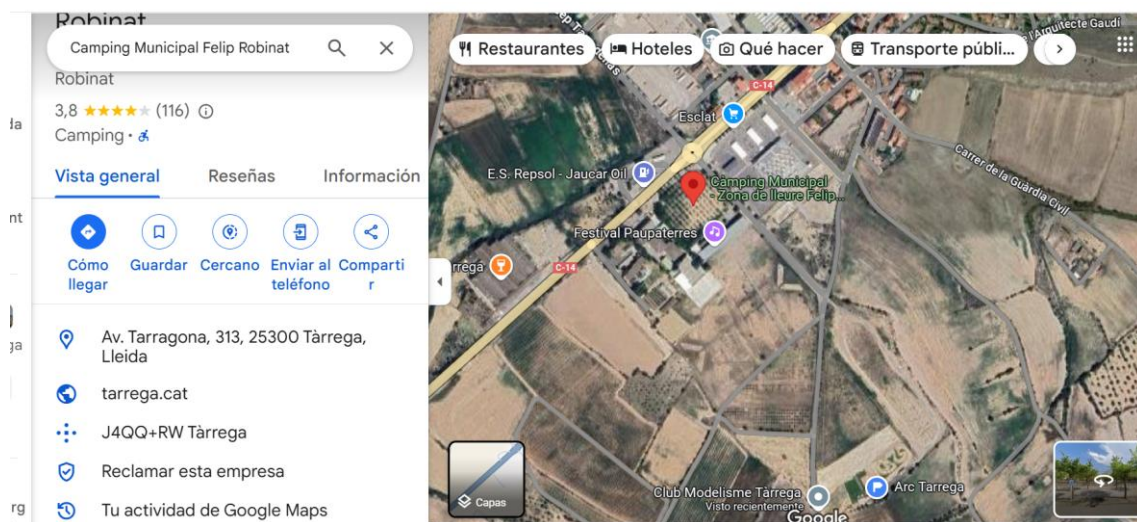 Robinat
Camping Municipal Felip Robinat
Robinat
3,8 (116)
Camping •
Vista general
Reseñas
Información
Cómo llegar
Guardar
Cercano
Enviar al teléfono
Comparti
r
Av. Tarragona, 313, 25300 Tàrrega,
Lleida
tarrega.cat
J4QQ+RW Tàrrega
Reclamar esta empresa
Tu actividad de Google Maps
Restaurantes
Hoteles
Qué hacer
Transporte públi...
l'Arquitecte Gaudí
C-14
Esclat
E.S. Repsol - Jaucar Oil
Camping Municipal
- Zona de lleure Felip...
Carrer de la Guàrdia Civil
Festival Paupaterres
C-14
Capas
Club Modelisme Tàrrega
Visto recientemente
Arc Tarrega
Google